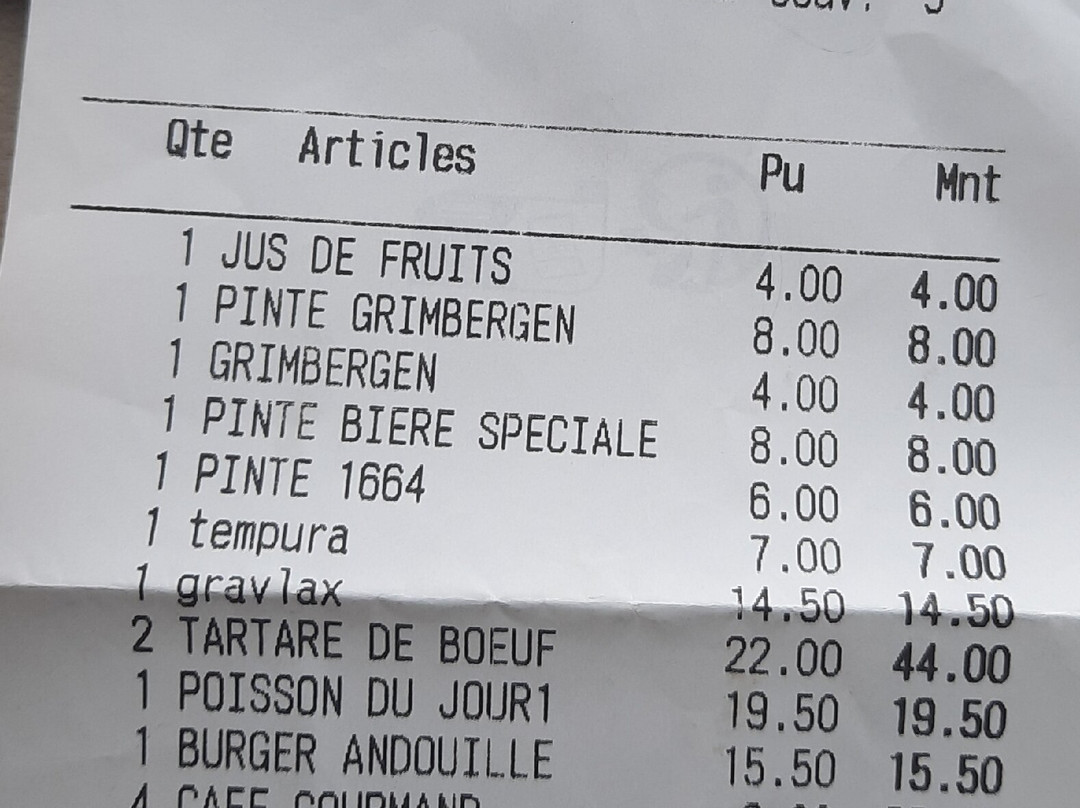 Qte Articles Pu Mnt
1 JUS DE FRUITS 4.00 4.00
1 PINTE GRIMBERGEN 8.00 8.00
1 GRIMBERGEN 4.00 4.00
1 PINTE BIERE SPECIALE 8.00 8.00
1 PINTE 1664 6.00 6.00
1 tempura 7.00 7.00
1 gravlax 14.50 14.50
2 TARTARE DE BOEUF 22.00 44.00
1 POISSON DU JOUR1 19.50 19.50
1 BURGER ANDOUILLE 15.50 15.50
4 CAFE GOURMAND